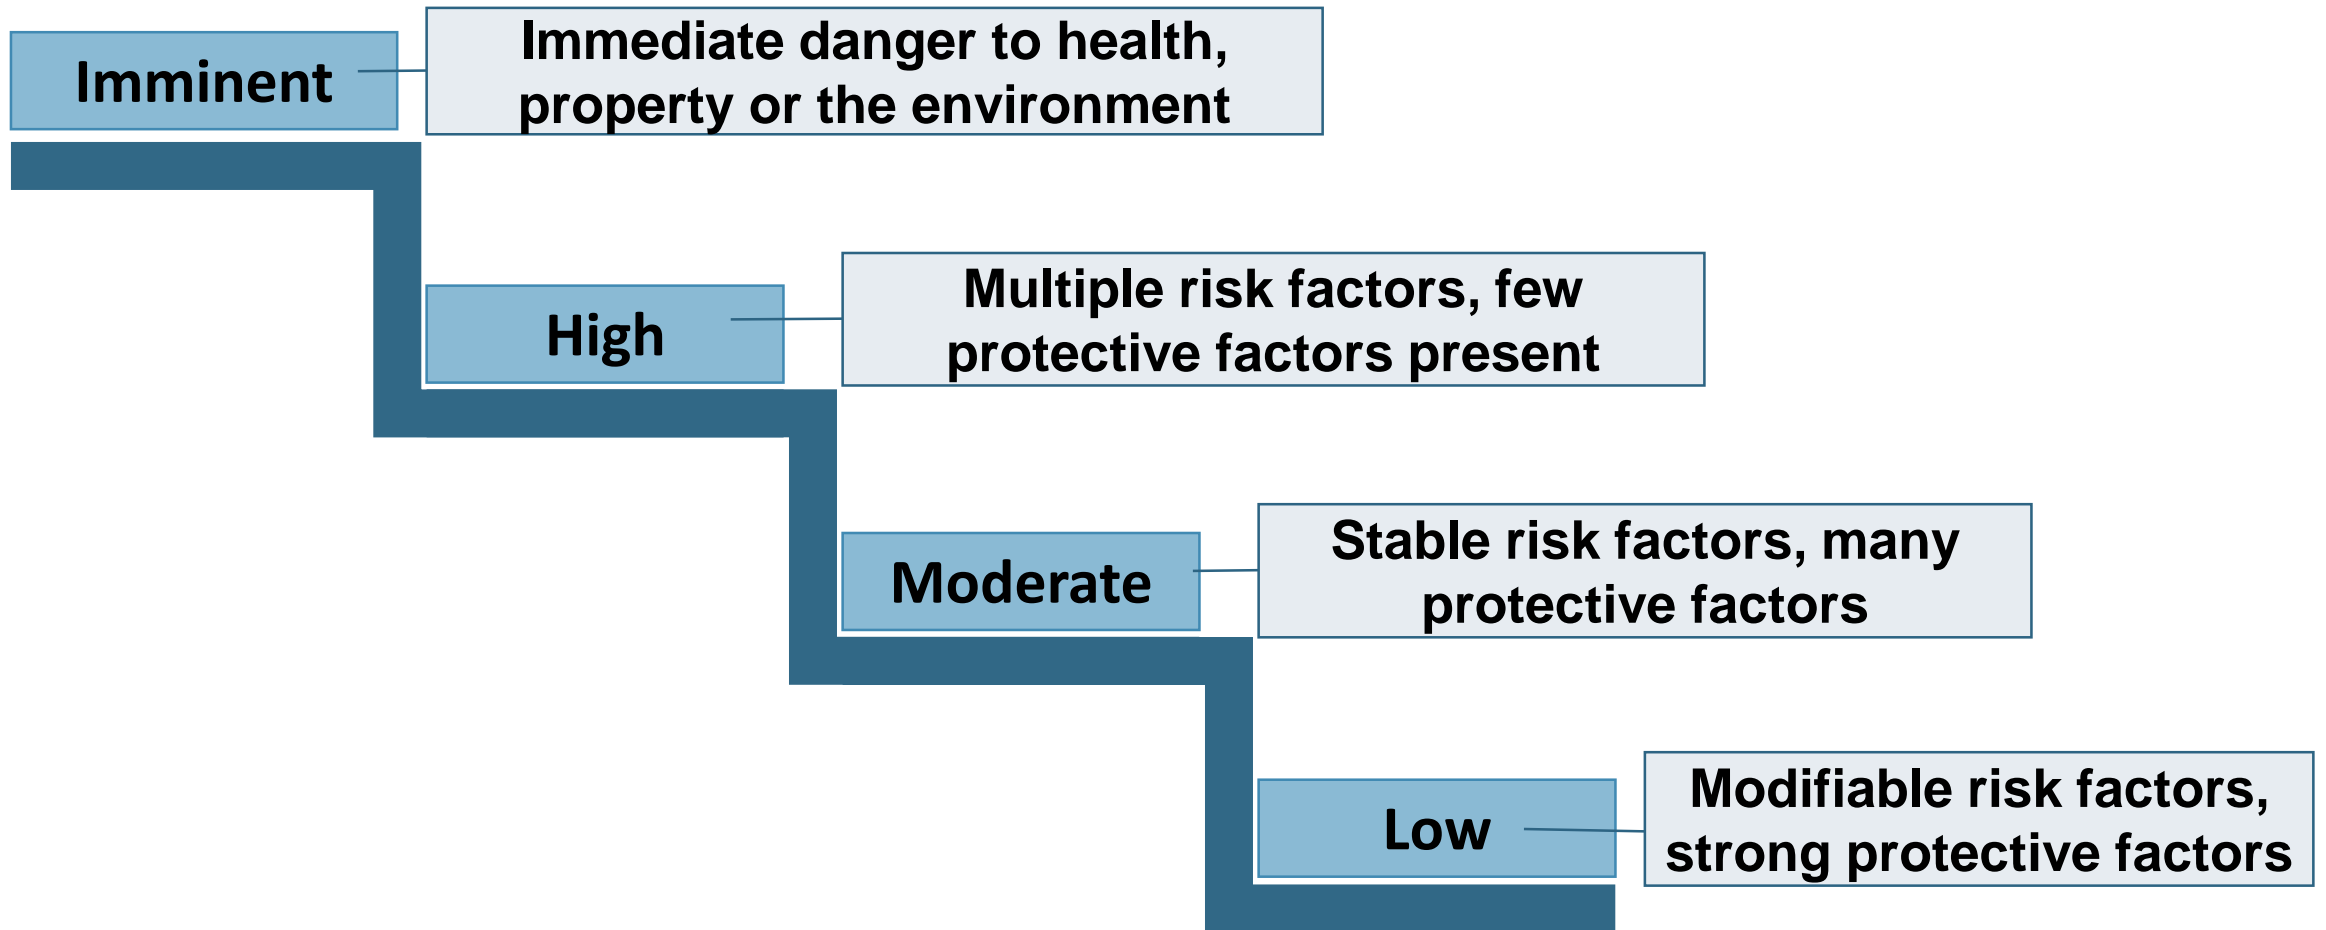 Imminent
Immediate danger to health,
property or the environment
High
Multiple risk factors, few
protective factors present
Moderate
Stable risk factors, many
protective factors
Low
Modifiable risk factors,
strong protective factors